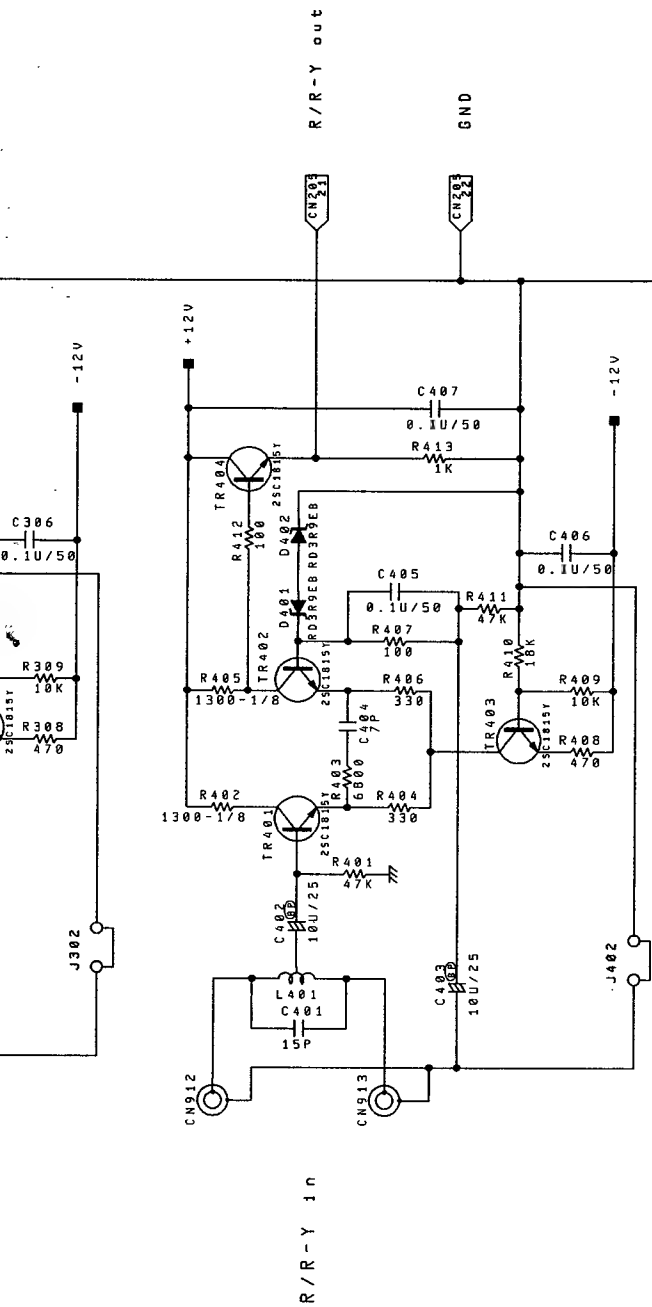 R/R-Y out
GND
CN205
21
CN205
22
-12V
+12V
-12V
C407
0.1U/50
R413
1K
TR404
2SC1815Y
R412
100
D402
RD3R9EB
D401
RD3R9EB
C306
0.1U/50
C406
0.1U/50
C405
0.1U/50
R411
47K
R407
100
R410
18K
TR402
2SC1815Y
R309
10K
R405
1300-1/8
R406
330
R409
10K
2SC1815Y
R308
470
C404
7P
TR403
2SC1815Y
R408
470
R403
6800
R402
1300-1/8
R404
330
TR401
2SC1815Y
R401
47K
C402
BP
10U/25
J302
L401
C401
15P
C403
BP
10U/25
J402
CN912
CN913
R/R-Y in